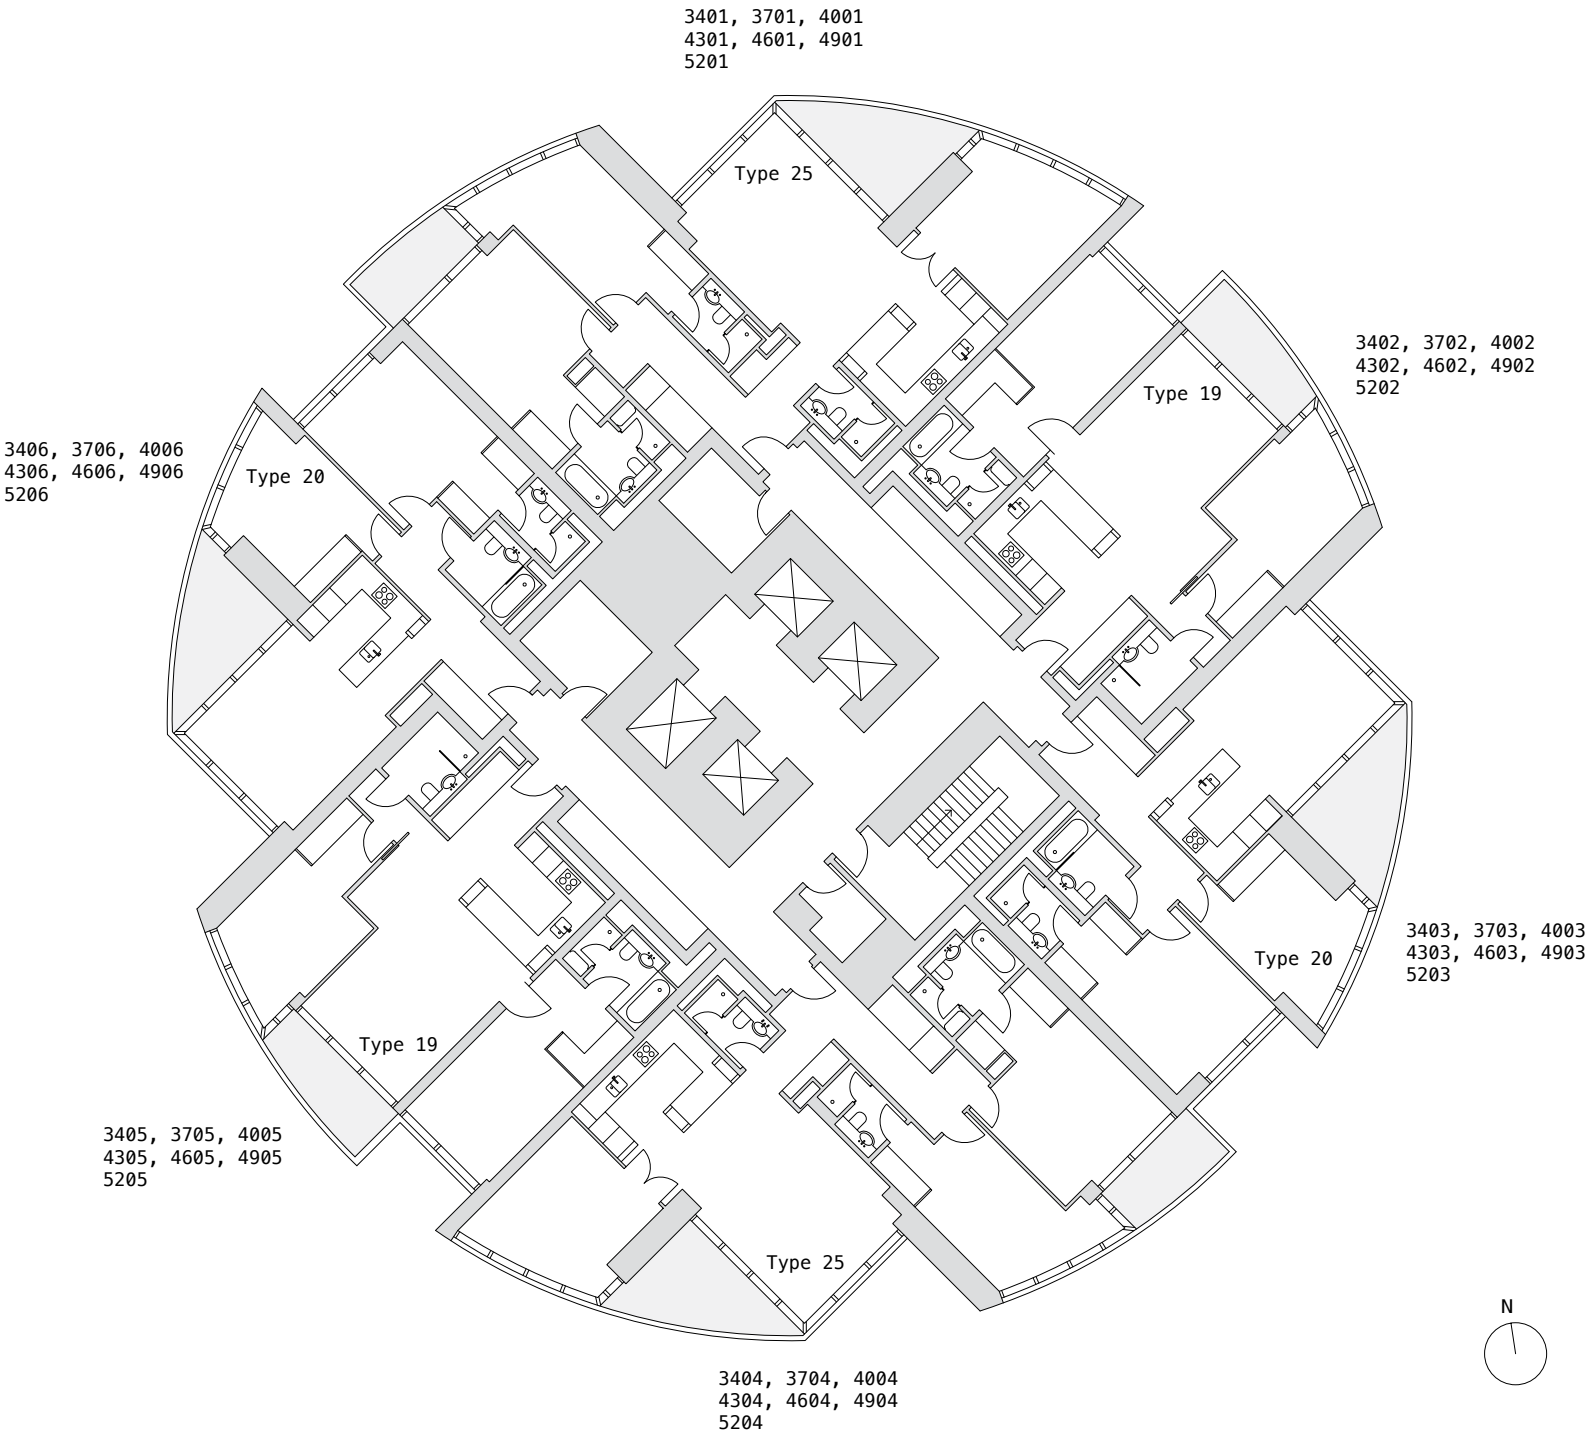 3401, 3701, 4001
4301, 4601, 4901
5201
Type 25
3402, 3702, 4002
4302, 4602, 4902
5202
Type 19
3406, 3706, 4006
4306, 4606, 4906
5206
Type 20
3403, 3703, 4003
4303, 4603, 4903
5203
Type 20
Type 19
3405, 3705, 4005
4305, 4605, 4905
5205
Type 25
N
3404, 3704, 4004
4304, 4604, 4904
5204